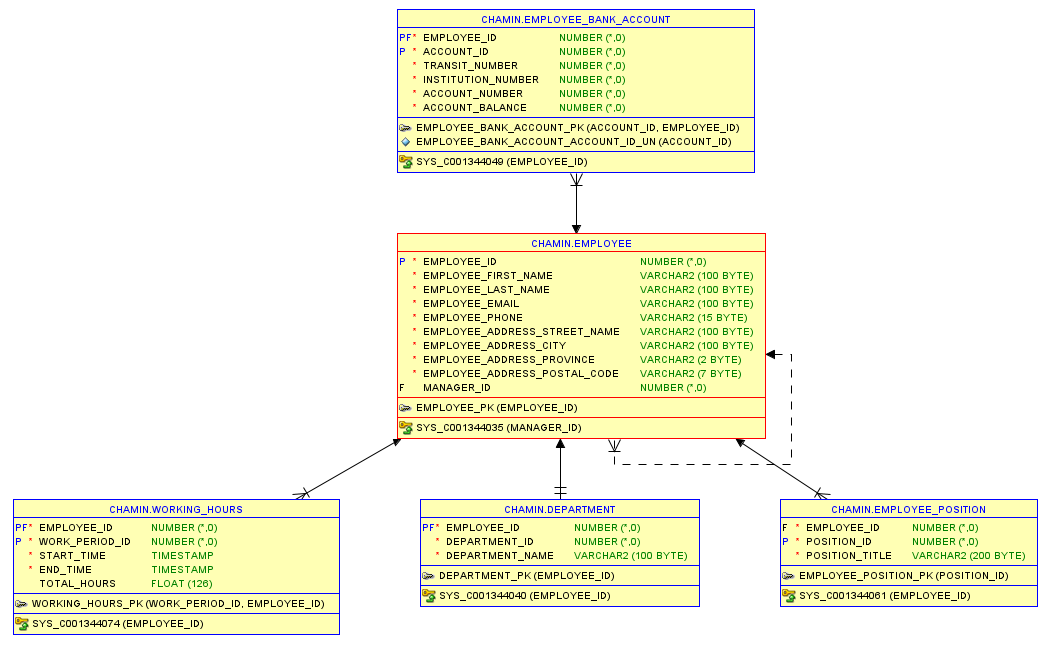 CHAMIN.EMPLOYEE_BANK_ACCOUNT
PF* EMPLOYEE_ID NUMBER (*,0)
P * ACCOUNT_ID NUMBER (*,0)
* TRANSIT_NUMBER NUMBER (*,0)
* INSTITUTION_NUMBER NUMBER (*,0)
* ACCOUNT_NUMBER NUMBER (*,0)
* ACCOUNT_BALANCE NUMBER (*,0)
EMPLOYEE_BANK_ACCOUNT_PK (ACCOUNT_ID, EMPLOYEE_ID)
EMPLOYEE_BANK_ACCOUNT_ACCOUNT_ID_UN (ACCOUNT_ID)
SYS_C001344049 (EMPLOYEE_ID)
CHAMIN.EMPLOYEE
P * EMPLOYEE_ID NUMBER (*,0)
* EMPLOYEE_FIRST_NAME VARCHAR2 (100 BYTE)
* EMPLOYEE_LAST_NAME VARCHAR2 (100 BYTE)
* EMPLOYEE_EMAIL VARCHAR2 (100 BYTE)
* EMPLOYEE_PHONE VARCHAR2 (15 BYTE)
* EMPLOYEE_ADDRESS_STREET_NAME VARCHAR2 (100 BYTE)
* EMPLOYEE_ADDRESS_CITY VARCHAR2 (100 BYTE)
* EMPLOYEE_ADDRESS_PROVINCE VARCHAR2 (2 BYTE)
* EMPLOYEE_ADDRESS_POSTAL_CODE VARCHAR2 (7 BYTE)
F MANAGER_ID NUMBER (*,0)
EMPLOYEE_PK (EMPLOYEE_ID)
SYS_C001344035 (MANAGER_ID)
CHAMIN.WORKING_HOURS
PF* EMPLOYEE_ID NUMBER (*,0)
P * WORK_PERIOD_ID NUMBER (*,0)
* START_TIME TIMESTAMP
* END_TIME TIMESTAMP
TOTAL_HOURS FLOAT (126)
WORKING_HOURS_PK (WORK_PERIOD_ID, EMPLOYEE_ID)
SYS_C001344074 (EMPLOYEE_ID)
CHAMIN.DEPARTMENT
PF* EMPLOYEE_ID NUMBER (*,0)
* DEPARTMENT_ID NUMBER (*,0)
* DEPARTMENT_NAME VARCHAR2 (100 BYTE)
DEPARTMENT_PK (EMPLOYEE_ID)
SYS_C001344040 (EMPLOYEE_ID)
CHAMIN.EMPLOYEE_POSITION
F * EMPLOYEE_ID NUMBER (*,0)
P * POSITION_ID NUMBER (*,0)
* POSITION_TITLE VARCHAR2 (200 BYTE)
EMPLOYEE_POSITION_PK (POSITION_ID)
SYS_C001344061 (EMPLOYEE_ID)